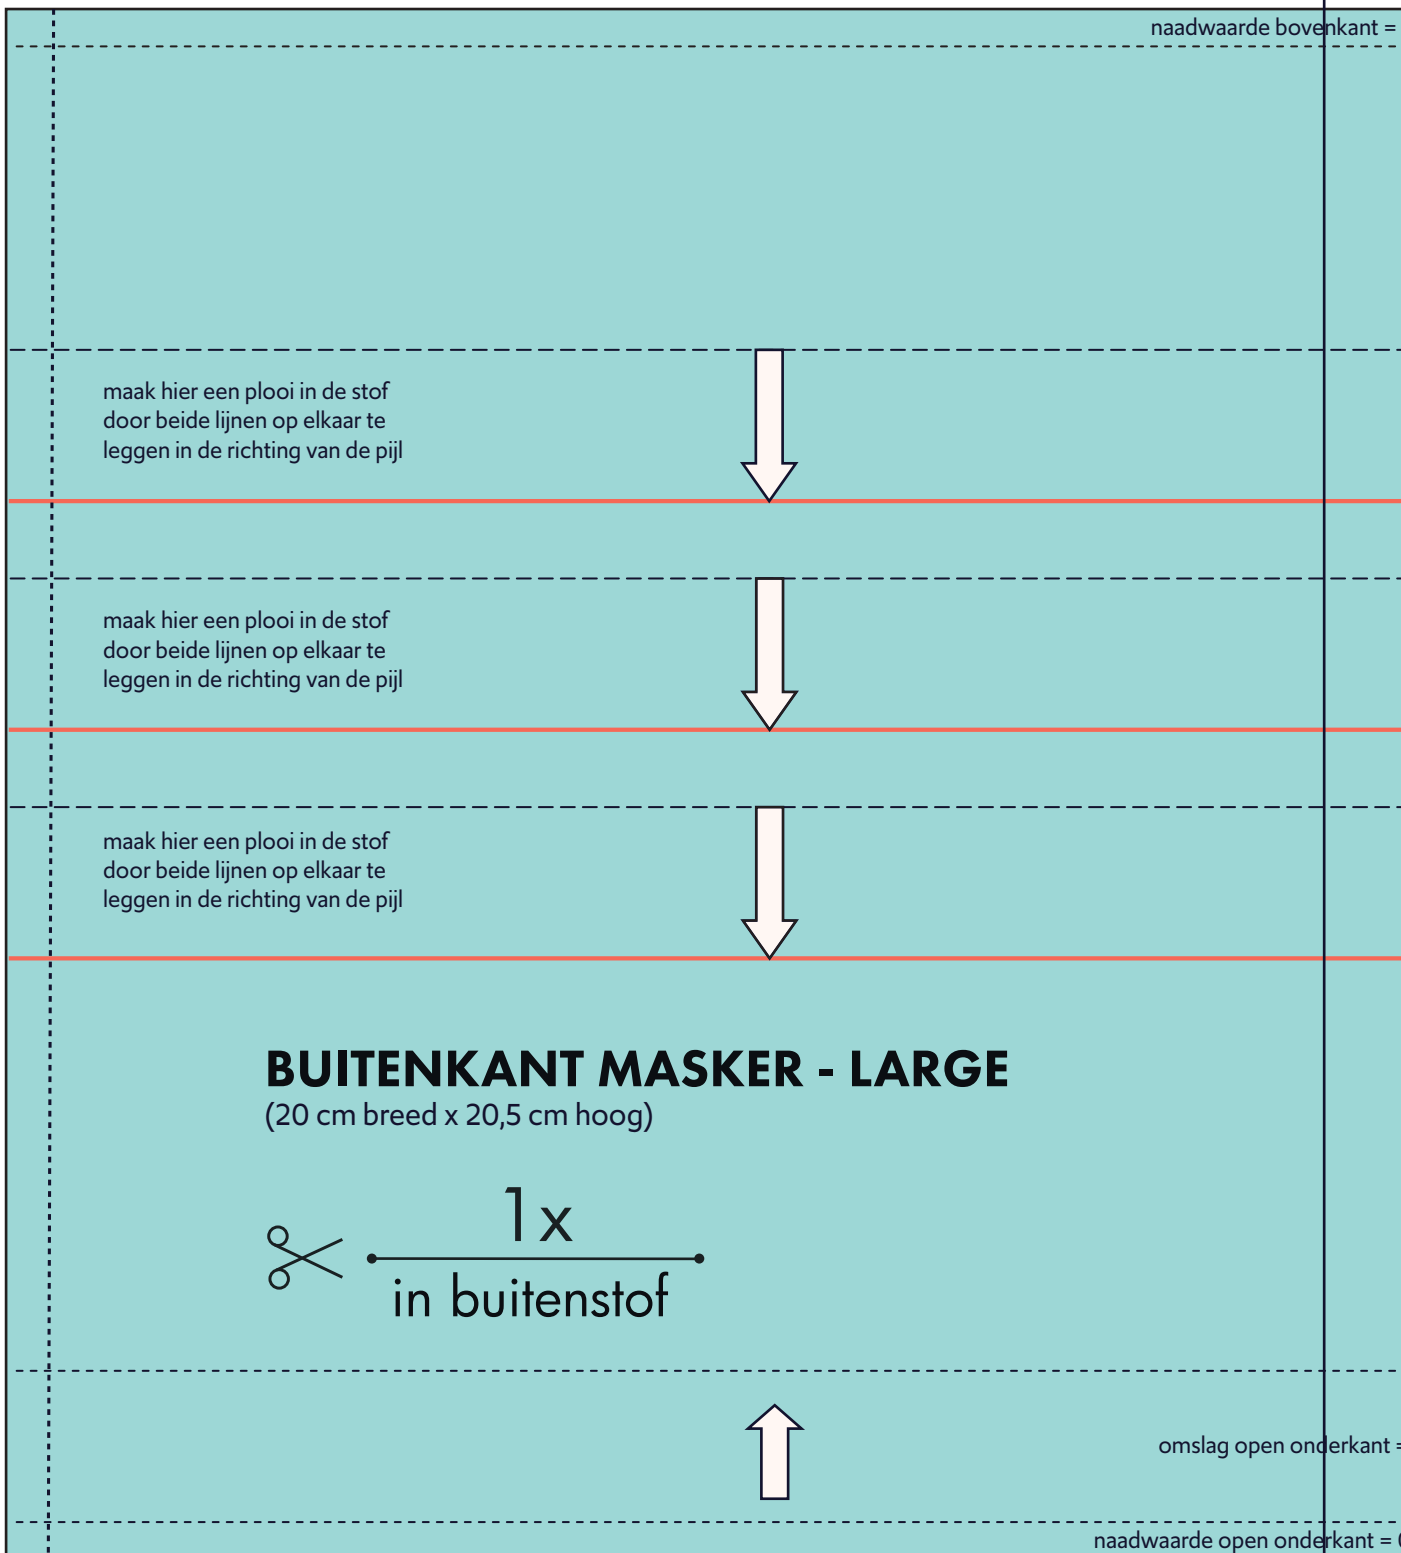 naadwaarde bovenkant =
maak hier een plooi in de stof
door beide lijnen op elkaar te
leggen in de richting van de pijl
maak hier een plooi in de stof
door beide lijnen op elkaar te
leggen in de richting van de pijl
maak hier een plooi in de stof
door beide lijnen op elkaar te
leggen in de richting van de pijl
BUITENKANT MASKER - LARGE
(20 cm breed x 20,5 cm hoog)
1x
in buitenstof
omslag open onderkant =
naadwaarde open onderkant =